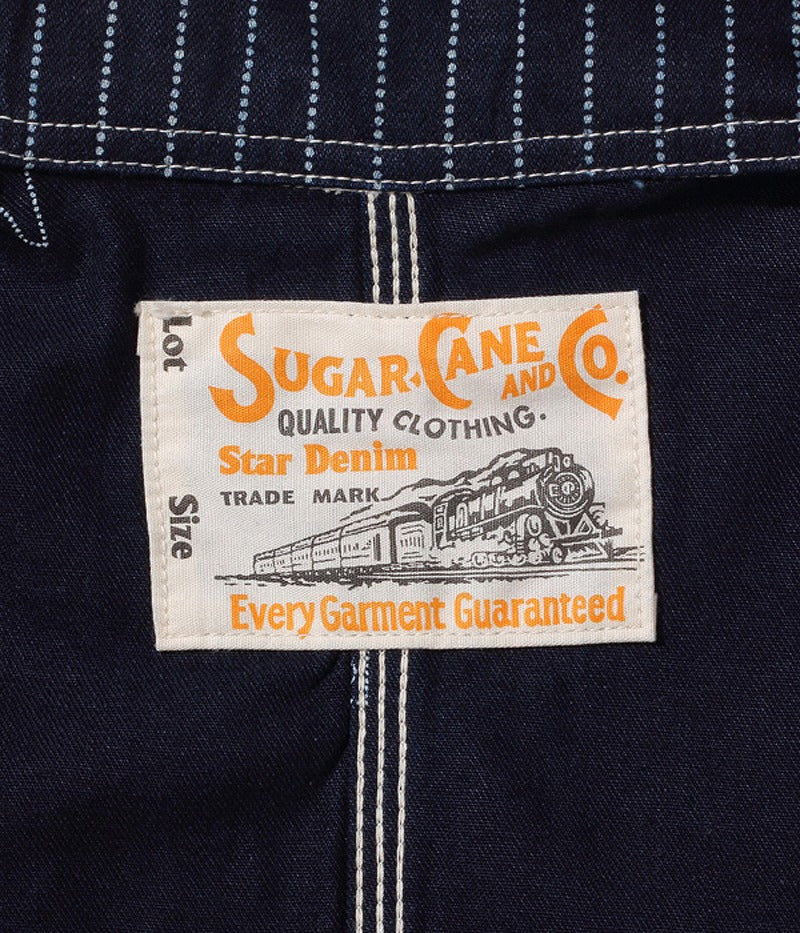 Lot
Size
SUGAR CANE AND CO.
QUALITY CLOTHING.
Star Denim
TRADE MARK
Every Garment Guaranteed